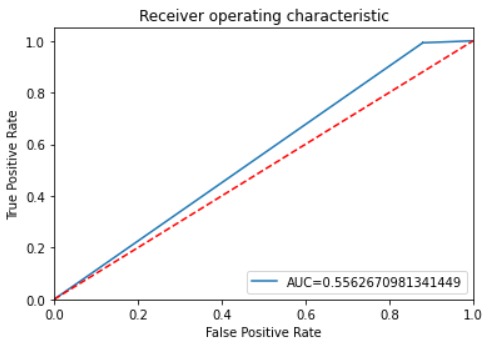 Receiver operating characteristic
True Positive Rate
1.0
0.8
0.6
0.4
0.2
0.0
AUC=0.5562670981341449
0.0 0.2 0.4 0.6 0.8 1.0
False Positive Rate